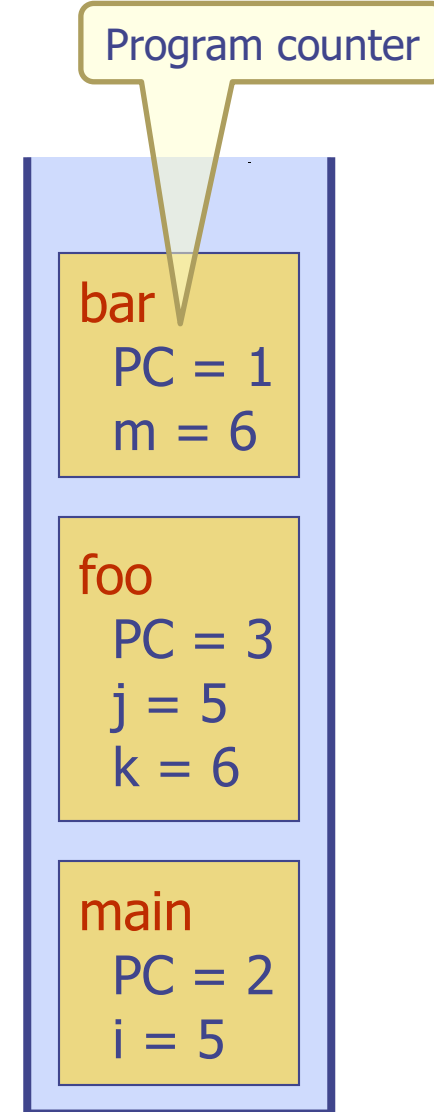 Program counter
bar
PC = 1
m = 6
foo
PC = 3
j = 5
k = 6
main
PC = 2
i = 5